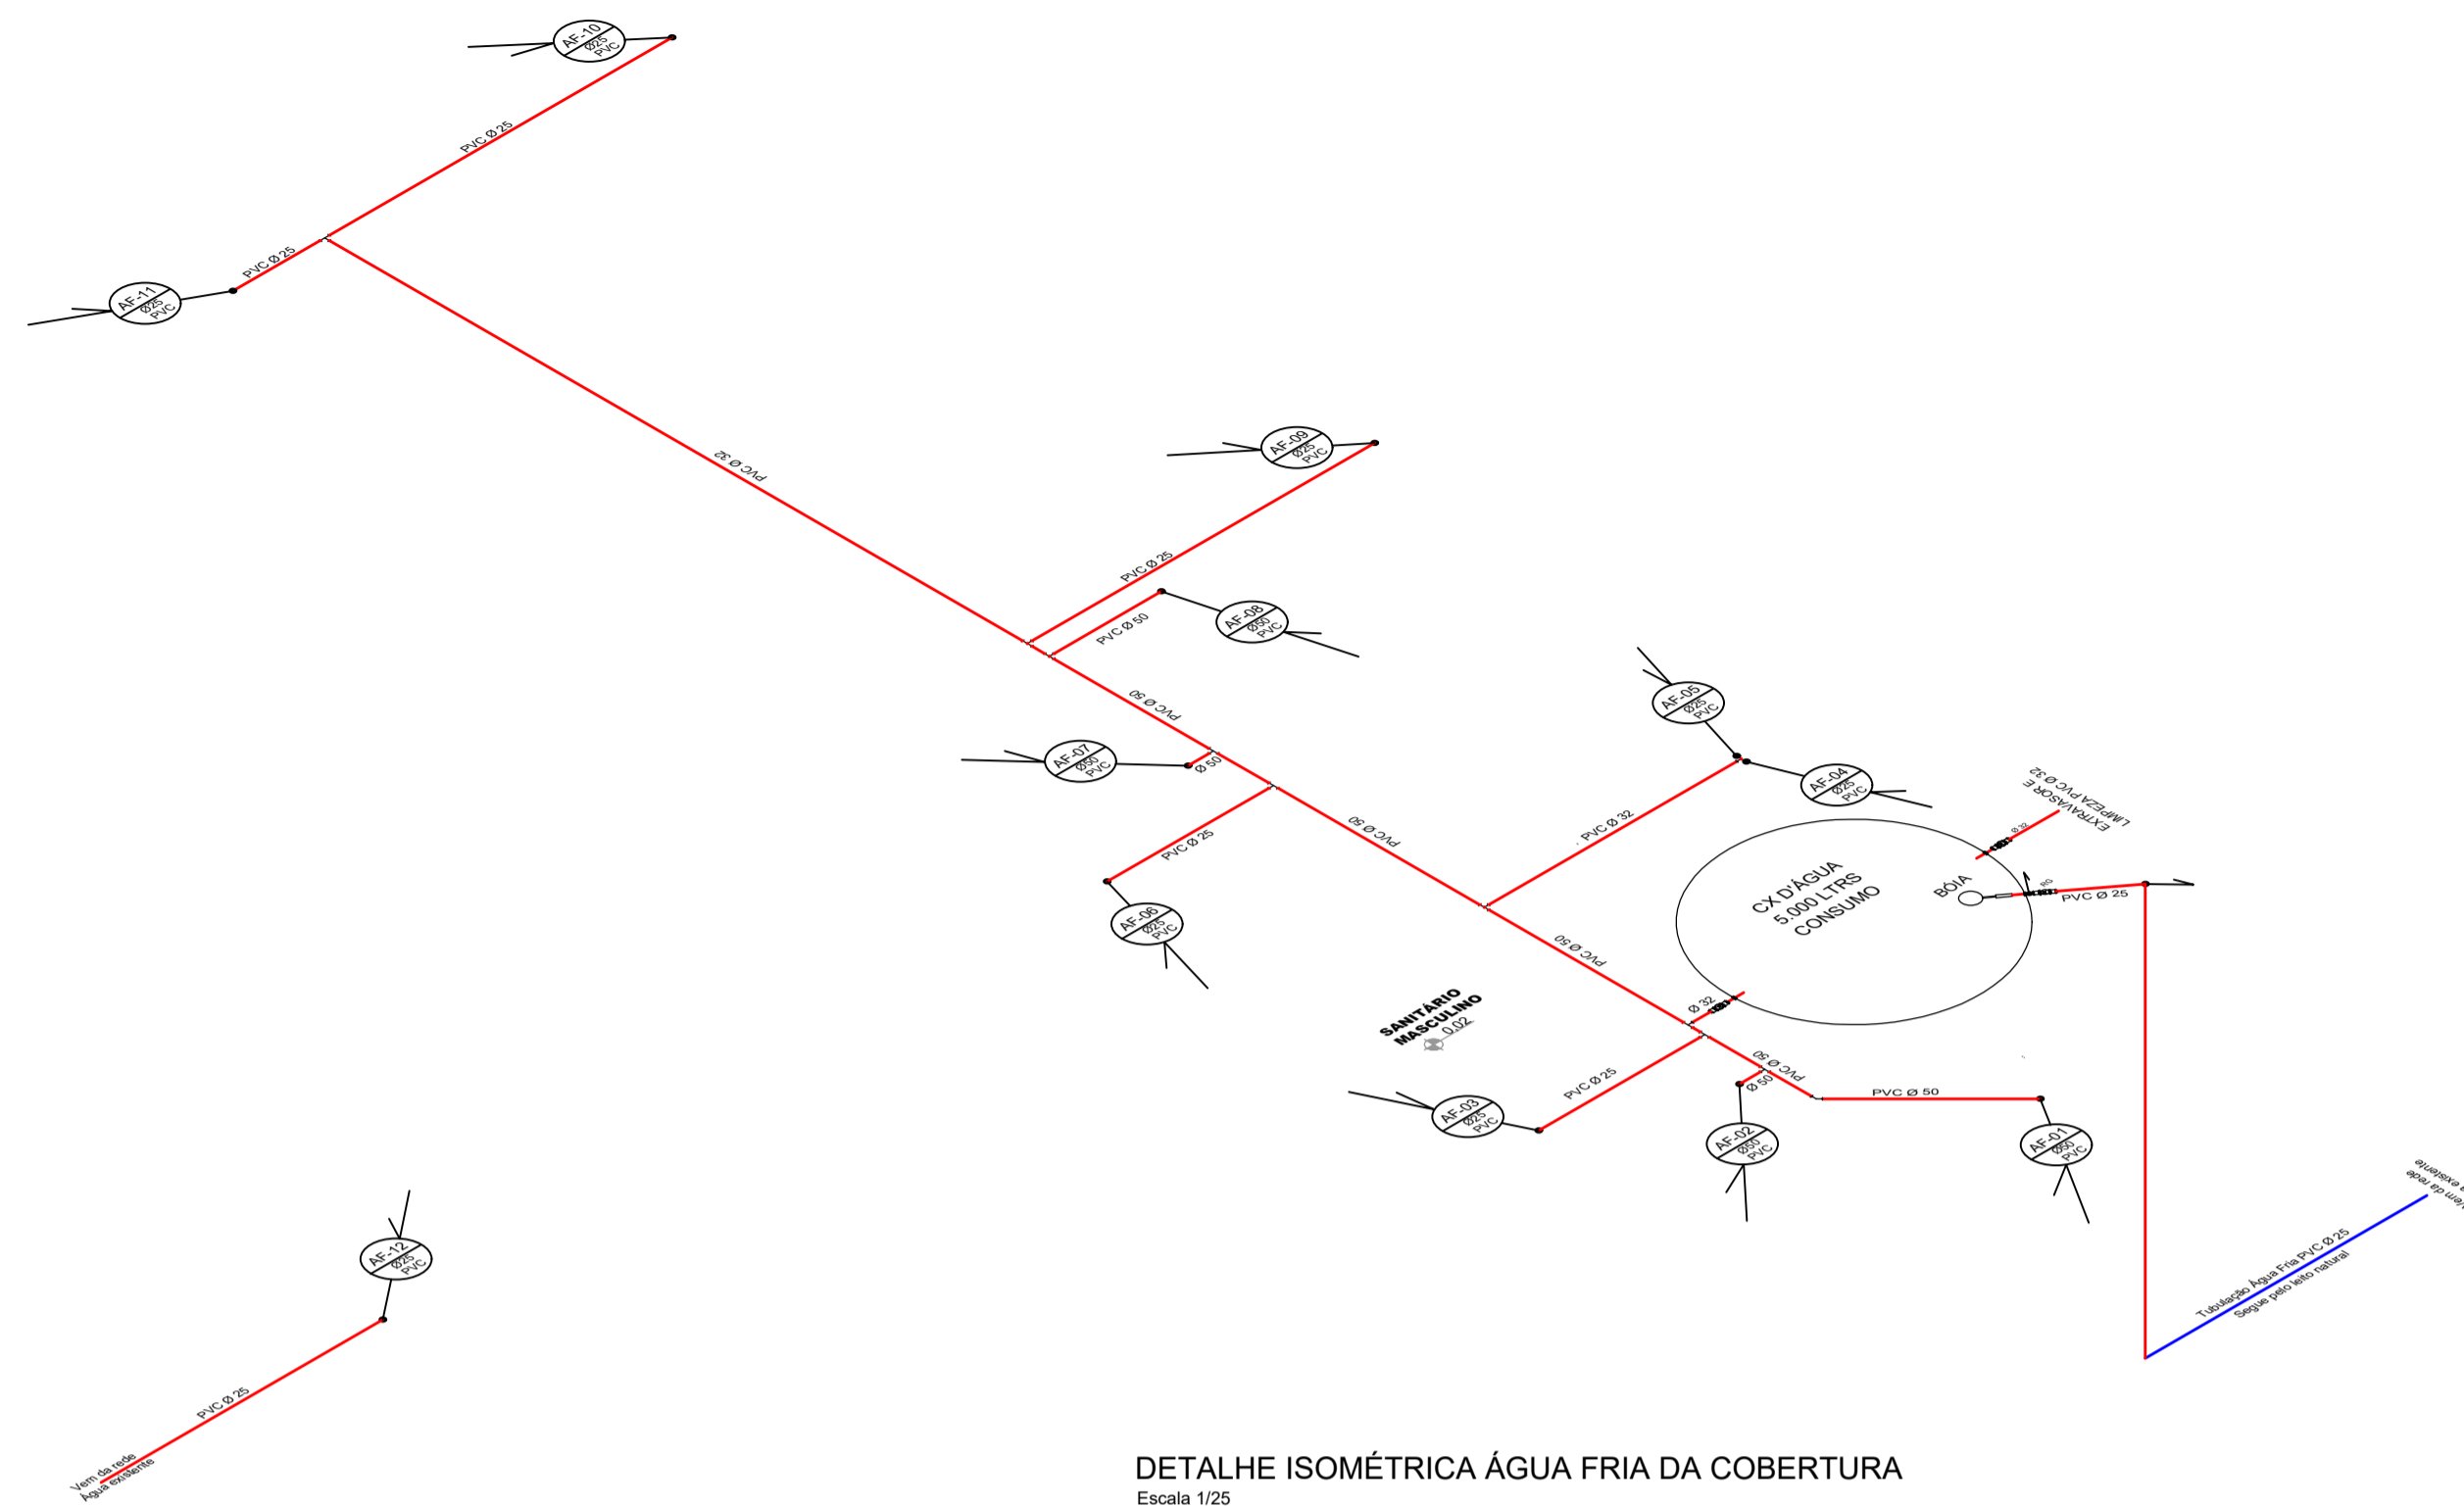 AF-10
Ø25
PVC
PVC Ø 25
PVC Ø 25
AF-11
Ø25
PVC
PVC Ø 32
AF-09
Ø25
PVC
PVC Ø 25
AF-08
Ø50
PVC
PVC Ø 50
PVC Ø 50
AF-07
Ø50
PVC
Ø 50
AF-05
Ø25
PVC
AF-04
Ø25
PVC
PVC Ø 32
PVC Ø 50
PVC Ø 25
AF-06
Ø25
PVC
EXTRAVASOR E
LIMPEZA PVC Ø 32
Ø 32
CX D'ÁGUA
5.000 LTRS
CONSUMO
BÓIA
RG
PVC Ø 25
PVC Ø 50
SANITÁRIO
MASCULINO
0,02
Ø 32
PVC Ø 25
AF-03
Ø25
PVC
PVC Ø 50
Ø 50
PVC Ø 50
AF-02
Ø50
PVC
AF-01
Ø50
PVC
Vem da rede
existente
Tubulação Água Fria PVC Ø 25
Segue pelo leito natural
AF-12
Ø25
PVC
PVC Ø 25
Vem da rede
Água existente
DETALHE ISOMÉTRICA ÁGUA FRIA DA COBERTURA
Escala 1/25